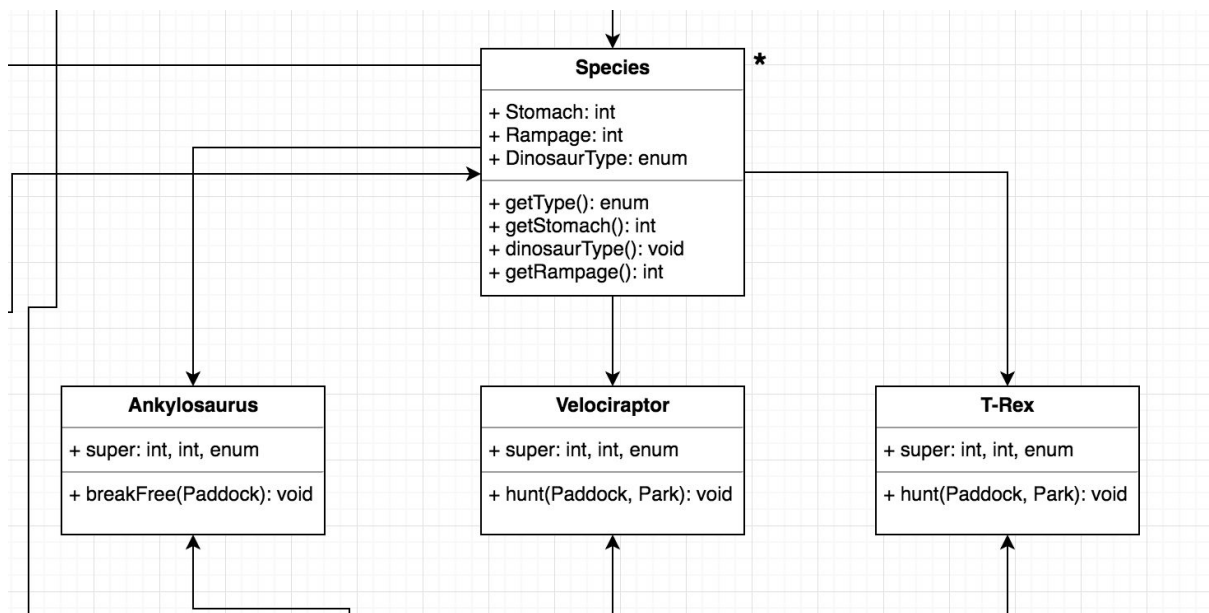 Species
*
+ Stomach: int
+ Rampage: int
+ DinosaurType: enum
+ getType(): enum
+ getStomach(): int
+ dinosaurType(): void
+ getRampage(): int
Ankylosaurus
+ super: int, int, enum
+ breakFree(Paddock): void
Velociraptor
+ super: int, int, enum
+ hunt(Paddock, Park): void
T-Rex
+ super: int, int, enum
+ hunt(Paddock, Park): void